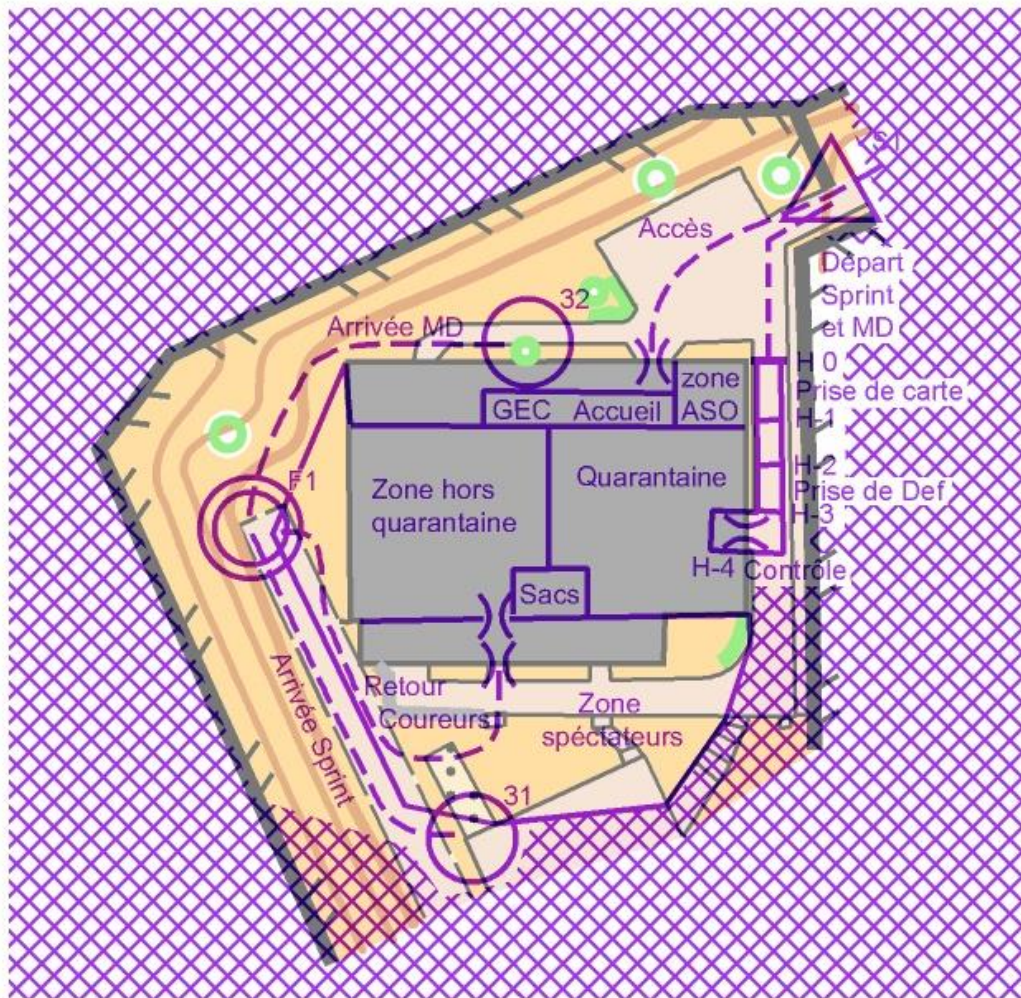 S1
Accès
Départ
Sprint
et MD
32
Arrivée MD
H 0
Prise de carte
zone
ASO
GEC Accueil
H-1
H-2
Prise de Def
H-3
F1
Zone hors
quarantaine
Quarantaine
H-4 Contrôle
Sacs
Arrivée Sprint
Retour
Coureurs
Zone
spéctateurs
31